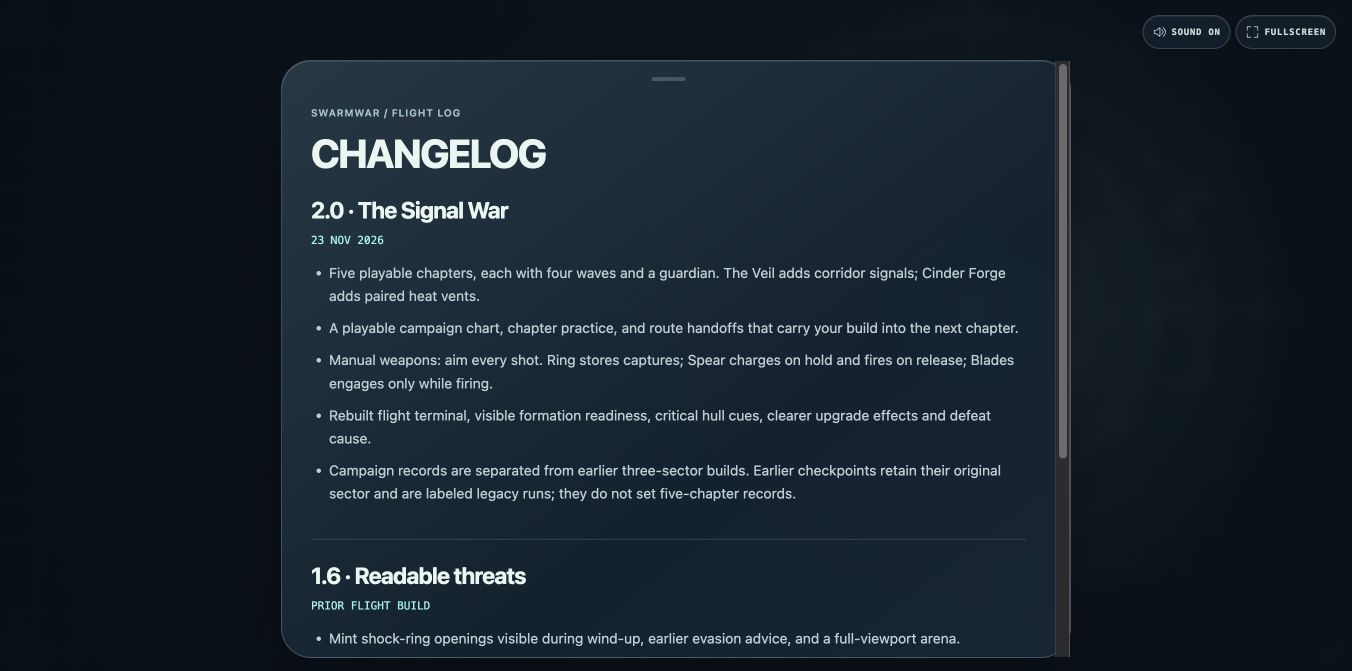 SOUND ON
FULLSCREEN
SWARMWAR / FLIGHT LOG
CHANGELOG
2.0 · The Signal War
23 NOV 2026
• Five playable chapters, each with four waves and a guardian. The Veil adds corridor signals; Cinder Forge
adds paired heat vents.
• A playable campaign chart, chapter practice, and route handoffs that carry your build into the next chapter.
• Manual weapons: aim every shot. Ring stores captures; Spear charges on hold and fires on release; Blades
engages only while firing.
• Rebuilt flight terminal, visible formation readiness, critical hull cues, clearer upgrade effects and defeat
cause.
• Campaign records are separated from earlier three-sector builds. Earlier checkpoints retain their original
sector and are labeled legacy runs; they do not set five-chapter records.
1.6 · Readable threats
PRIOR FLIGHT BUILD
• Mint shock-ring openings visible during wind-up, earlier evasion advice, and a full-viewport arena.